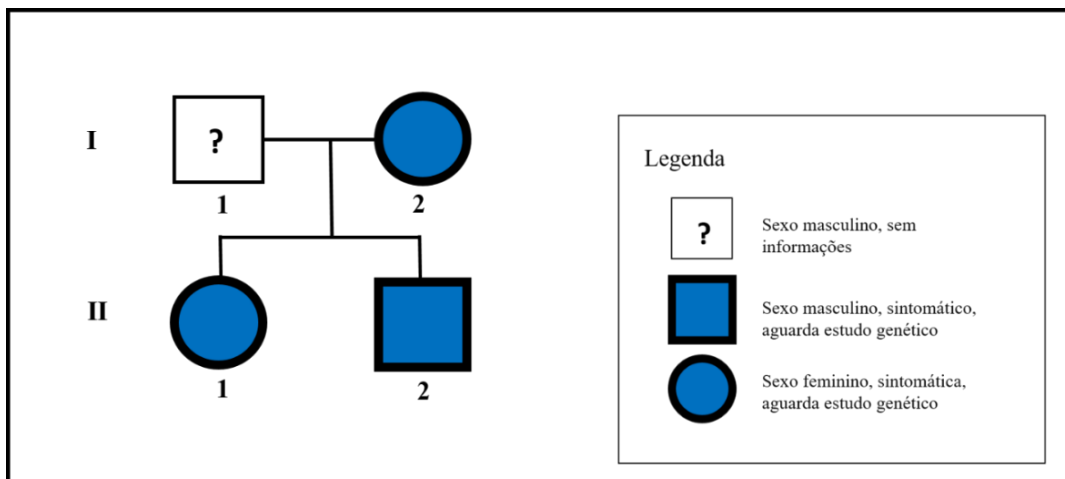 I
?
1
2
II
1
2
Legenda
?
Sexo masculino, sem
informações
Sexo masculino, sintomático,
aguarda estudo genético
Sexo feminino, sintomática,
aguarda estudo genético